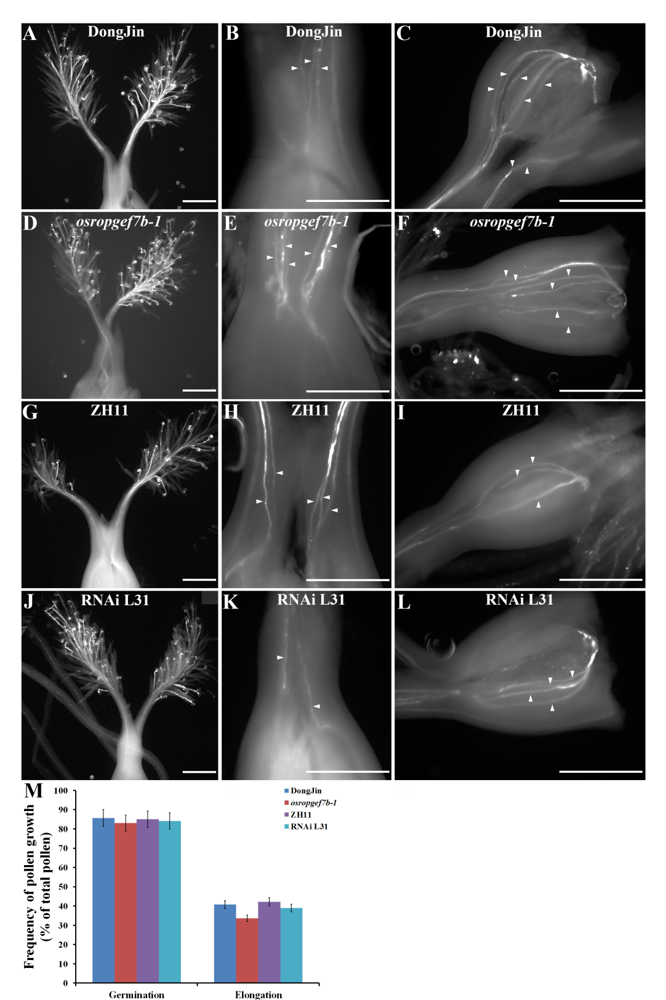 A DongJin
B DongJin
C DongJin
D osropgef7b-1
E osropgef7b-1
F osropgef7b-1
G ZH11
H ZH11
I ZH11
J RNAi L31
K RNAi L31
L RNAi L31
M
Frequency of pollen growth
(% of total pollen)
100
90
80
70
60
50
40
30
20
10
0
DongJin
osropgef7b-1
ZH11
RNAi L31
Germination
Elongation